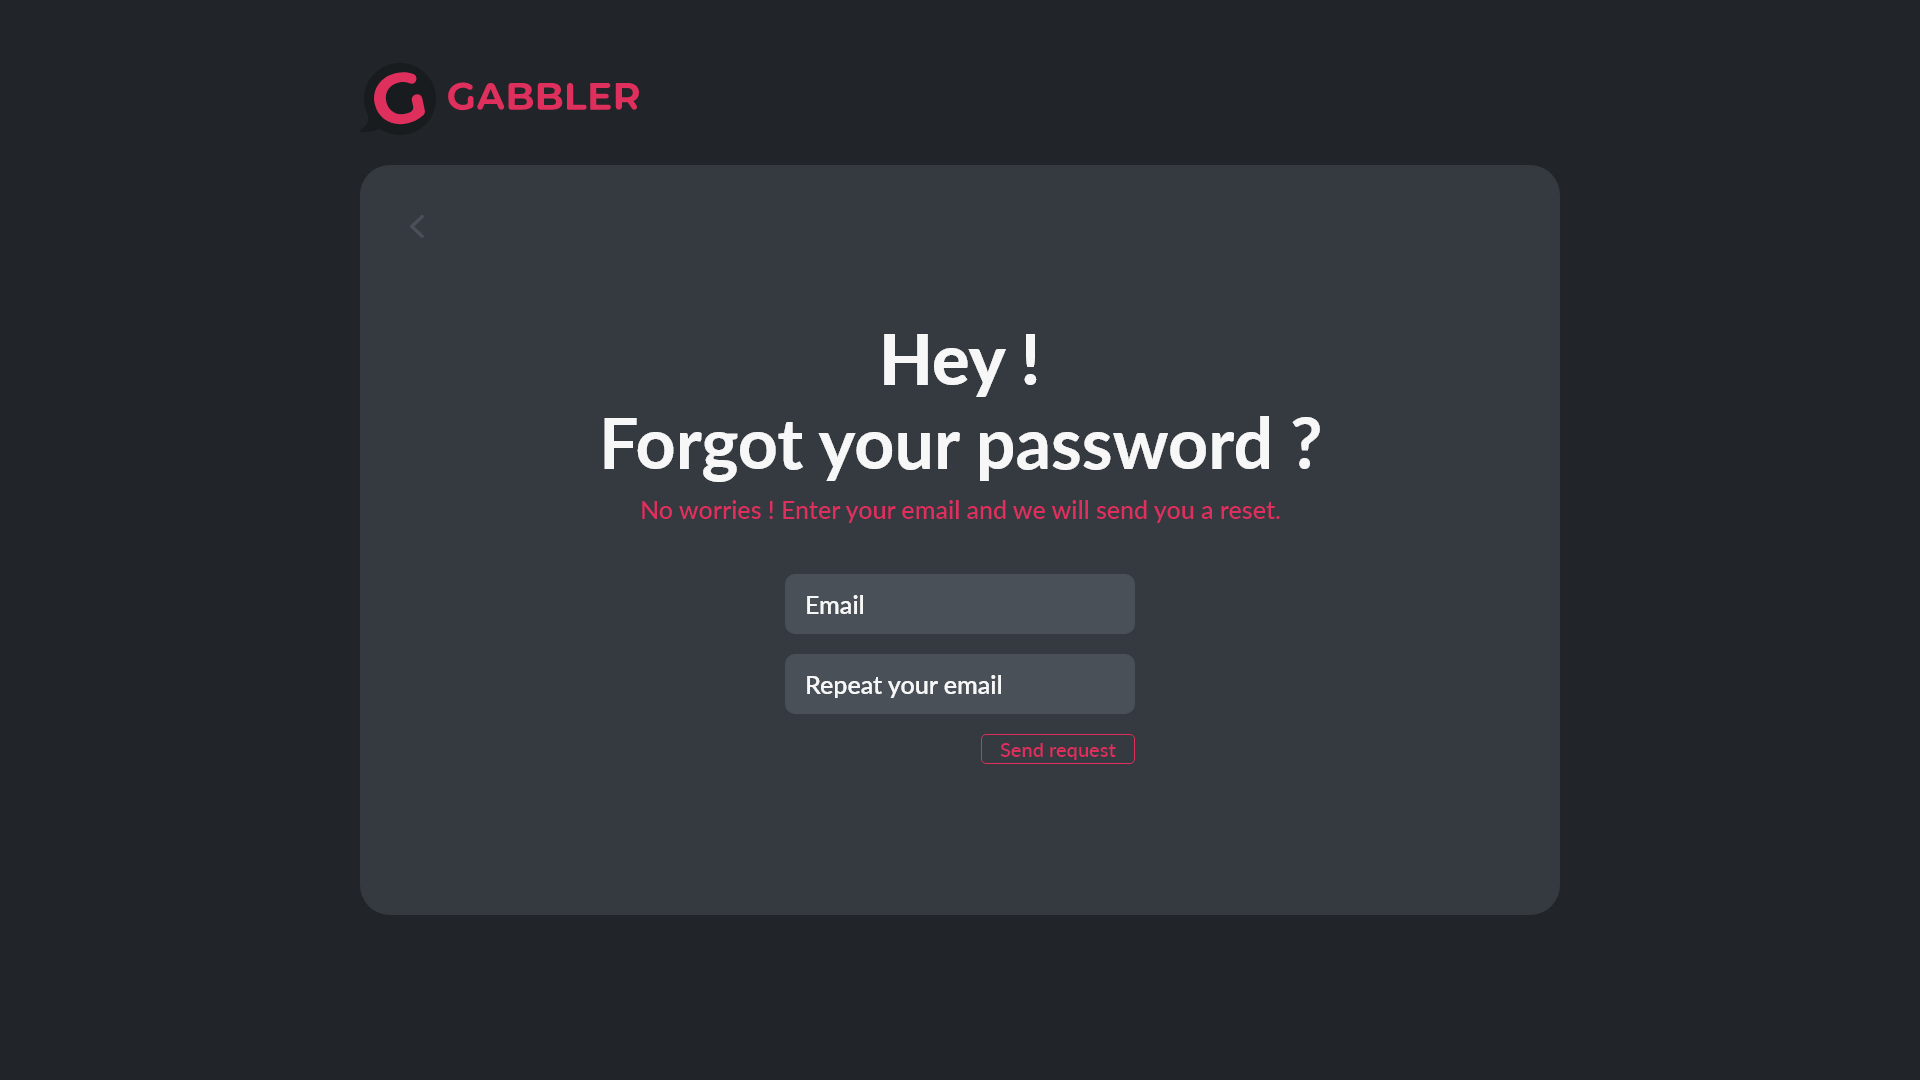 G GABBLER
Hey !
Forgot your password ?
No worries ! Enter your email and we will send you a reset.
Email
Repeat your email
Send request